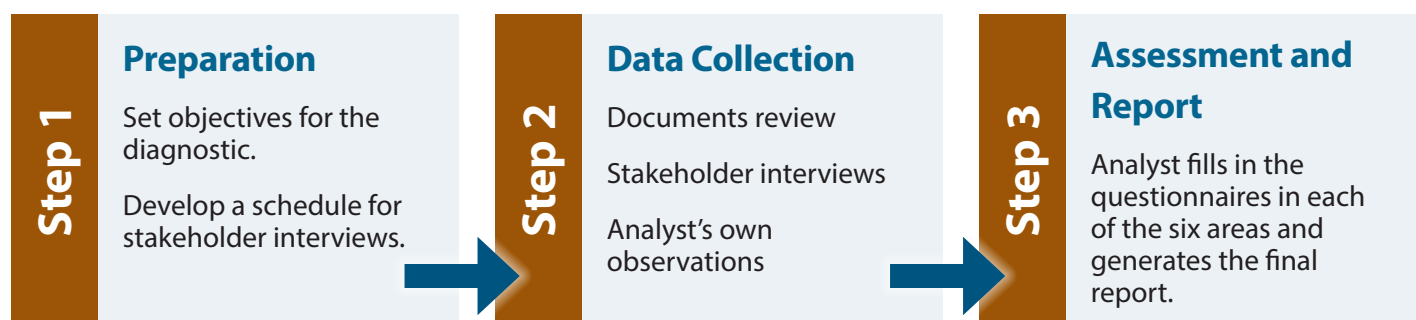 Step 1
Preparation
Set objectives for the
diagnostic.
Develop a schedule for
stakeholder interviews.
Step 2
Data Collection
Documents review
Stakeholder interviews
Analyst’s own
observations
Step 3
Assessment and
Report
Analyst fills in the
questionnaires in each
of the six areas and
generates the final
report.